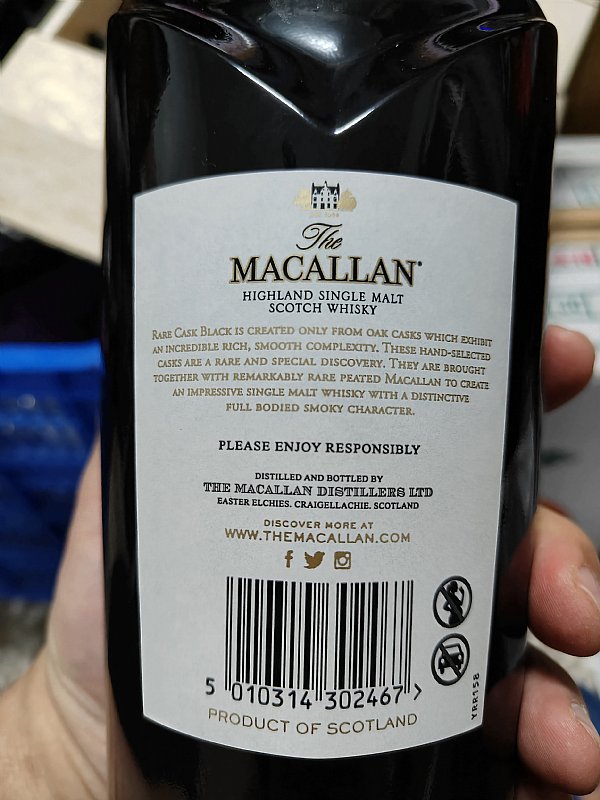 The
MACALLAN®
HIGHLAND SINGLE MALT
SCOTCH WHISKY
RARE CASK BLACK IS CREATED ONLY FROM OAK CASKS WHICH EXHIBIT
AN INCREDIBLE RICH, SMOOTH COMPLEXITY. THESE HAND-SELECTED
CASKS ARE A RARE AND SPECIAL DISCOVERY. THEY ARE BROUGHT
TOGETHER WITH REMARKABLY RARE PEATED MACALLAN TO CREATE
AN IMPRESSIVE SINGLE MALT WHISKY WITH A DISTINCTIVE
FULL BODIED SMOKY CHARACTER.
PLEASE ENJOY RESPONSIBLY
DISTILLED AND BOTTLED BY
THE MACALLAN DISTILLERS LTD
EASTER ELCHIES, CRAIGELLACHIE, SCOTLAND
DISCOVER MORE AT
WWW.THEMACALLAN.COM
5 010314 302467 >
PRODUCT OF SCOTLAND
YRR158